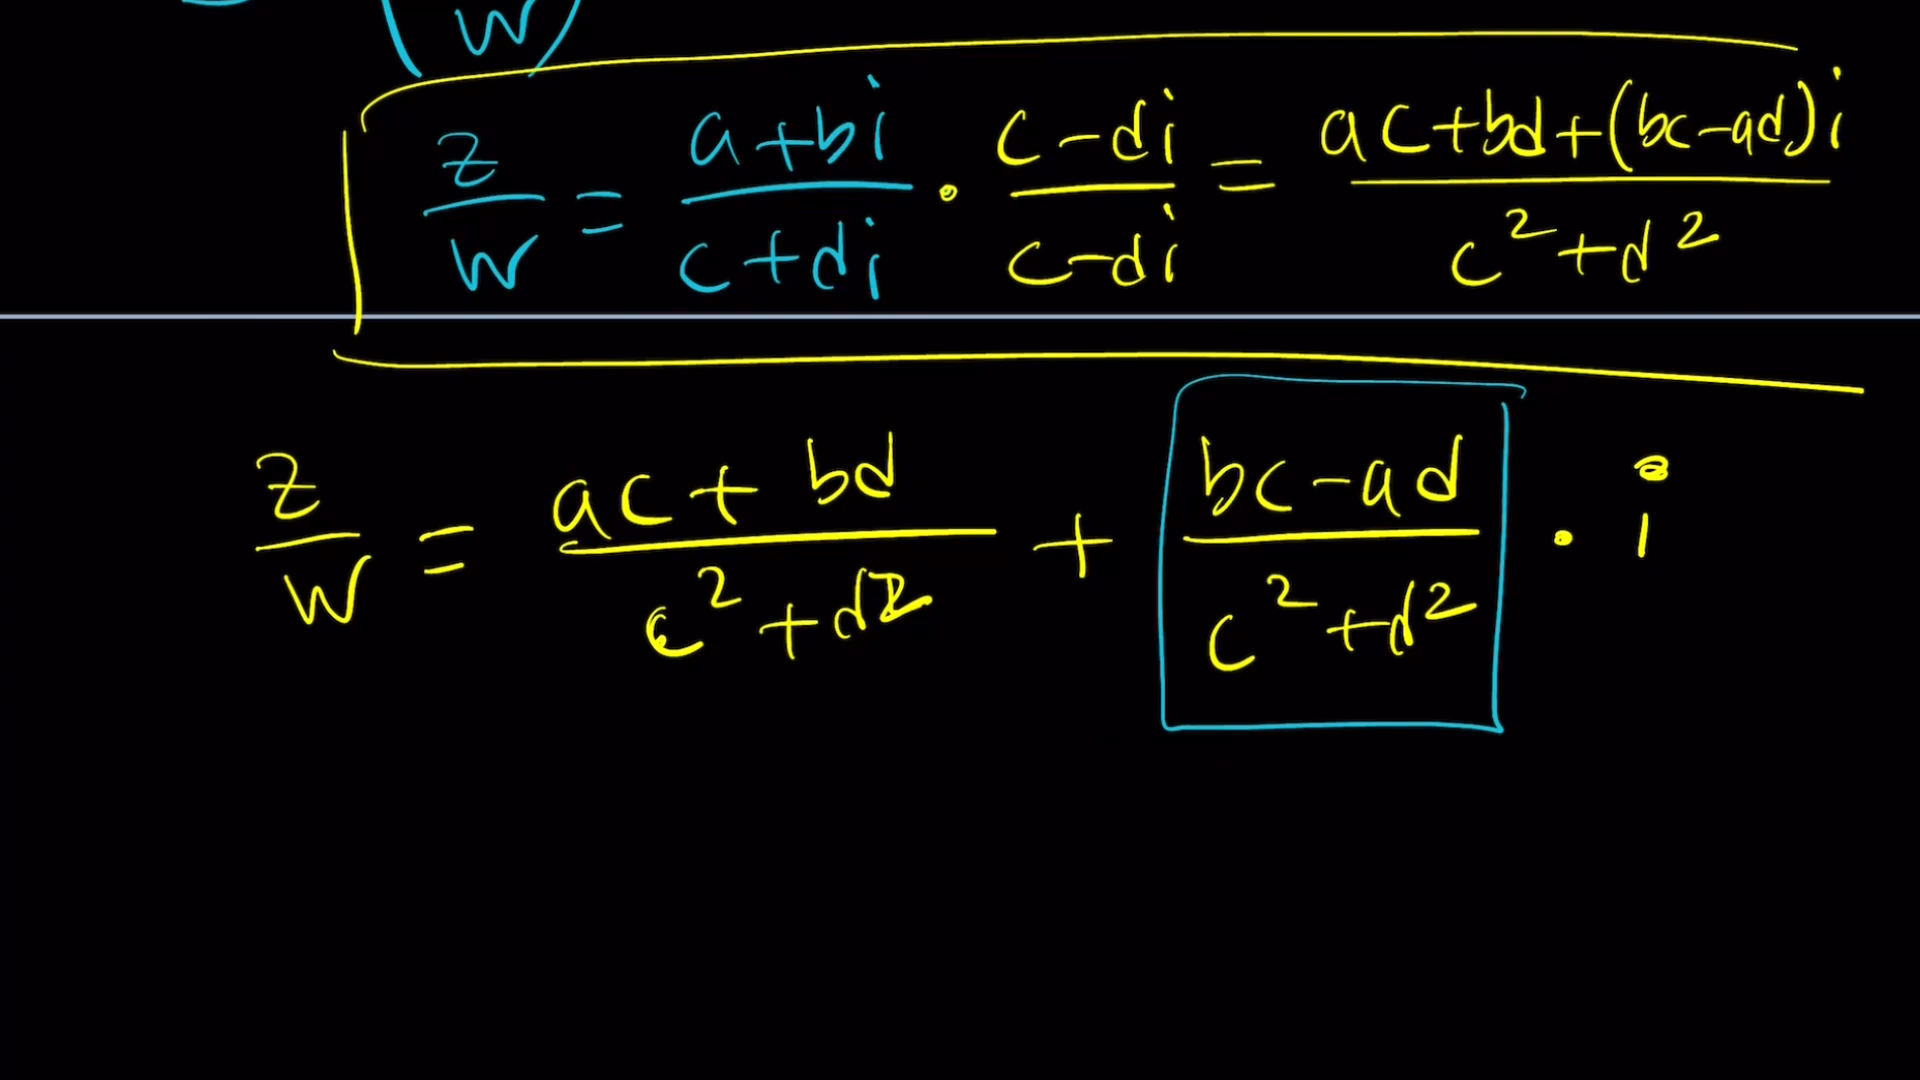 (w)
z/w = (a+bi)/(c+di) · (c-di)/(c-di) = (ac+bd+(bc-ad)i)/(c²+d²)
z/w = (ac+bd)/(c²+d²) + (bc-ad)/(c²+d²) · i